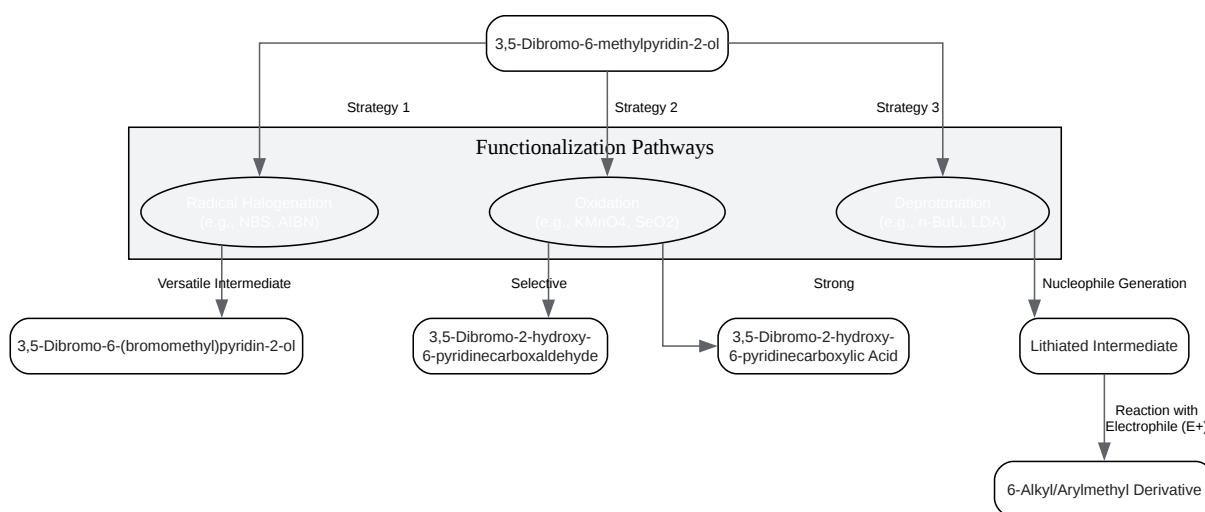 3,5-Dibromo-6-methylpyridin-2-ol
Strategy 1
Strategy 2
Strategy 3
Functionalization Pathways
Radical Halogenation
(e.g., NBS, AIBN)
Oxidation
(e.g., KMnO4, SeO2)
Deprotonation
(e.g., n-BuLi, LDA)
Versatile Intermediate
Selective
Strong
Nucleophile Generation
3,5-Dibromo-6-(bromomethyl)pyridin-2-ol
3,5-Dibromo-2-hydroxy-
6-pyridinecarboxaldehyde
3,5-Dibromo-2-hydroxy-
6-pyridinecarboxylic Acid
Lithiated Intermediate
Reaction with
Electrophile (E+)
6-Alkyl/Arylmethyl Derivative